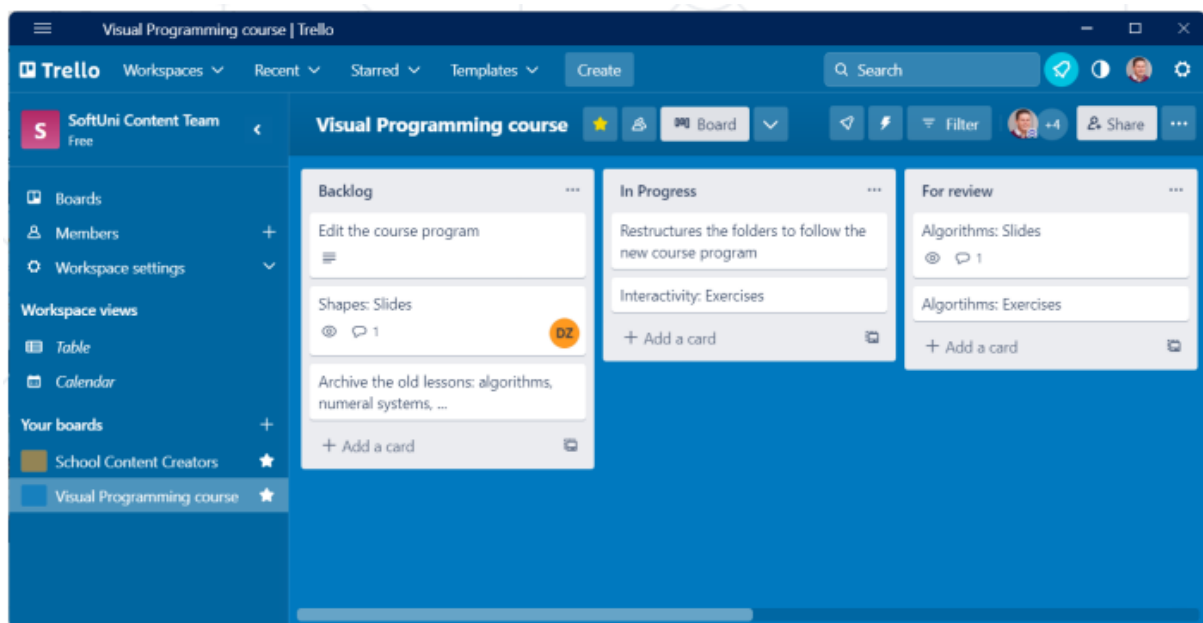 Visual Programming course | Trello
Trello Workspaces Recent Starred Templates Create Search
S SoftUni Content Team
Free
Visual Programming course Board Filter +4 Share
Boards
Members
Workspace settings
Workspace views
Table
Calendar
Your boards
School Content Creators
Visual Programming course
Backlog
Edit the course program
Shapes: Slides
1 DZ
Archive the old lessons: algorithms,
numeral systems, ...
+ Add a card
In Progress
Restructures the folders to follow the
new course program
Interactivity: Exercises
+ Add a card
For review
Algorithms: Slides
1
Algortihms: Exercises
+ Add a card